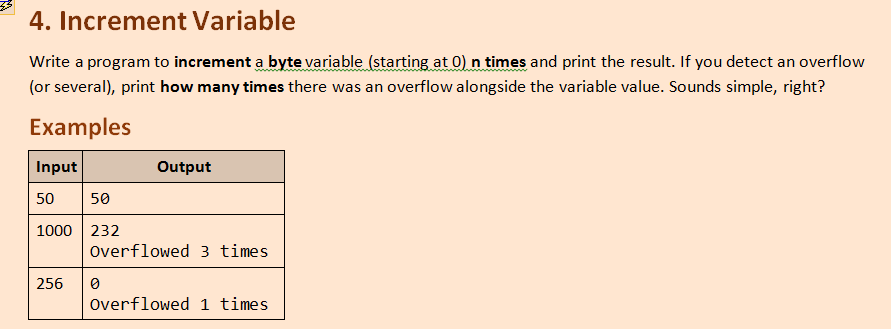 4. Increment Variable
Write a program to increment a byte variable (starting at 0) n times and print the result. If you detect an overflow
(or several), print how many times there was an overflow alongside the variable value. Sounds simple, right?
Examples
Input Output
50 50
1000 232
Overflowed 3 times
256 0
Overflowed 1 times